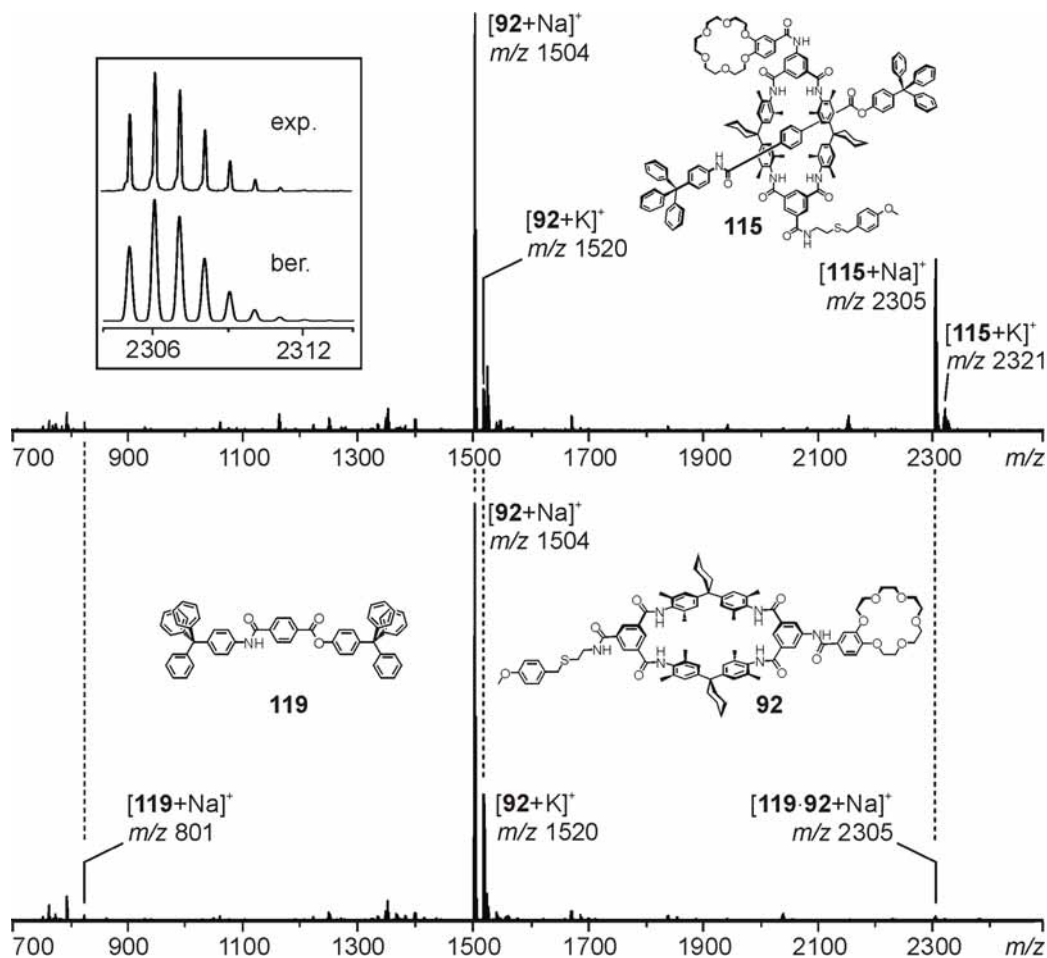 [92+Na]⁺
m/z 1504
exp.
ber.
2306 2312
[92+K]⁺
m/z 1520
115
[115+Na]⁺
m/z 2305
[115+K]⁺
m/z 2321
700 900 1100 1300 1500 1700 1900 2100 2300 m/z
[92+Na]⁺
m/z 1504
119
92
[119+Na]⁺
m/z 801
[92+K]⁺
m/z 1520
[119·92+Na]⁺
m/z 2305
700 900 1100 1300 1500 1700 1900 2100 2300 m/z